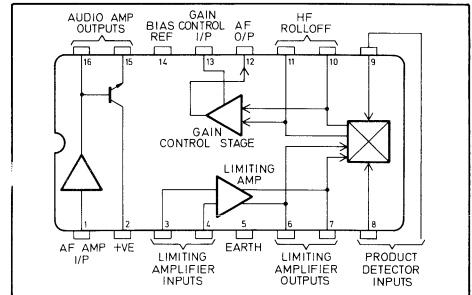 AUDIO AMP
OUTPUTS
BIAS
REF
GAIN
CONTROL
I/P
AF
O/P
HF
ROLLOFF
16
15
14
13
12
11
10
9
GAIN
CONTROL STAGE
LIMITING
AMP
1
2
3
4
5
6
7
8
AF AMP
I/P
+VE
LIMITING
AMPLIFIER
INPUTS
EARTH
LIMITING
AMPLIFIER
OUTPUTS
PRODUCT
DETECTOR
INPUTS